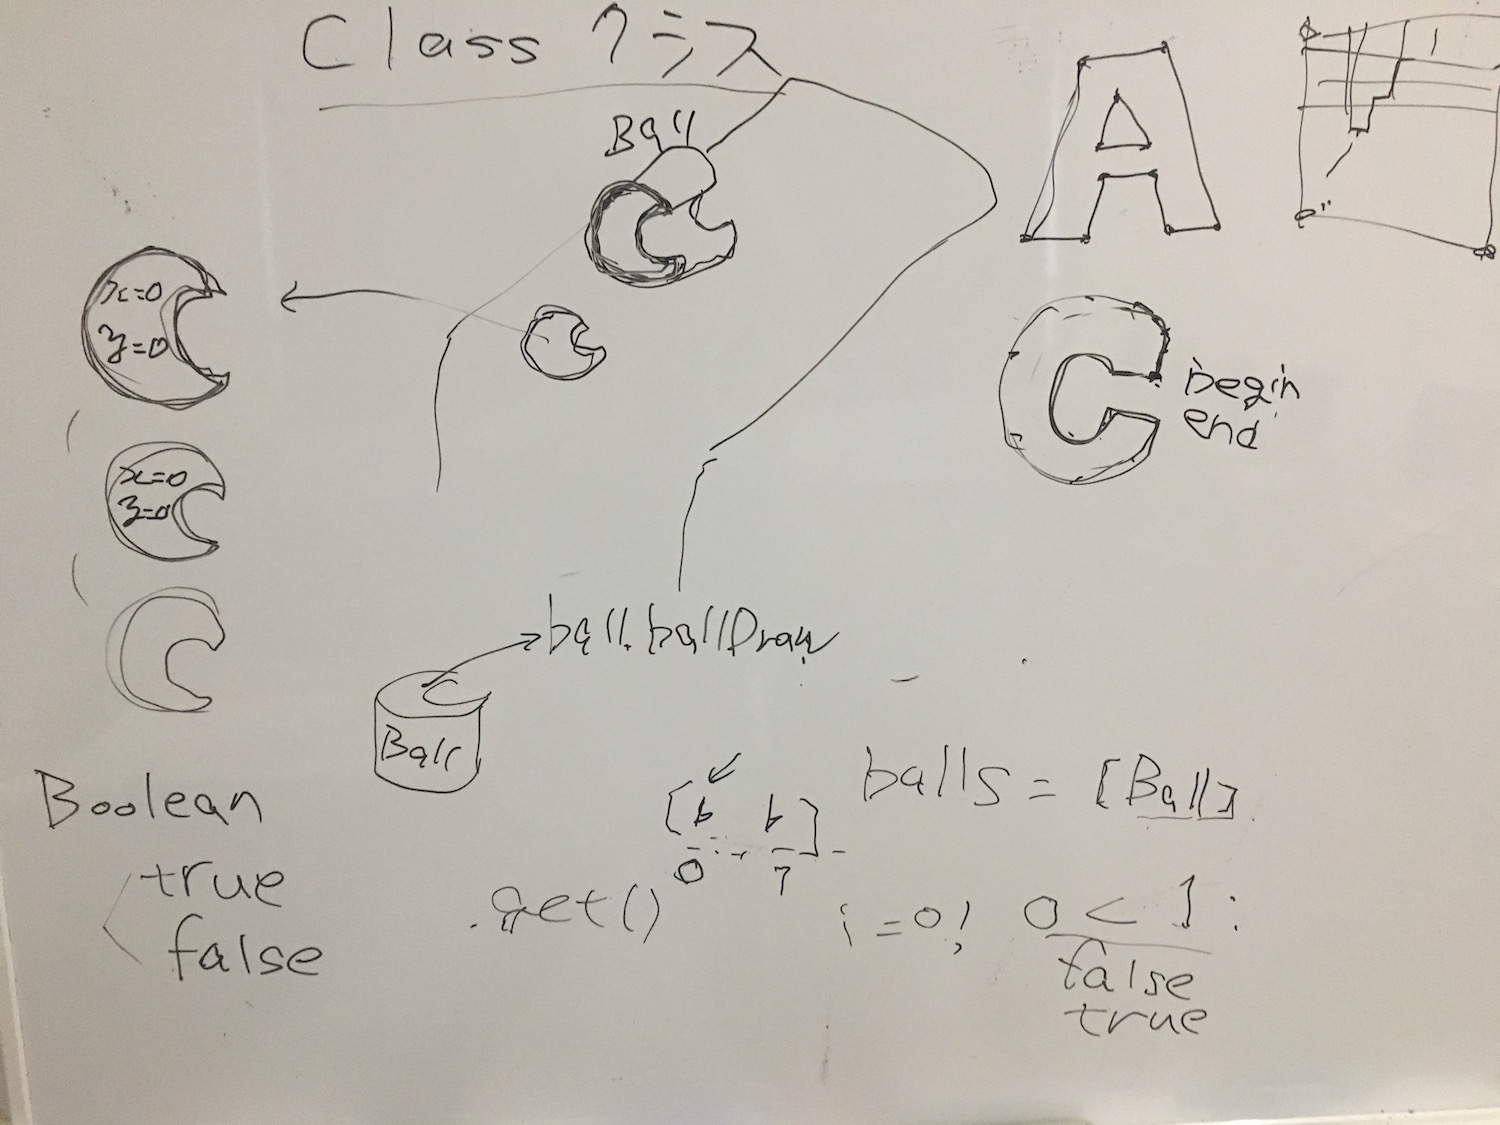 Class クラス
Ball
A
x=0
y=0
C
begin
end
x=0
y=0
ball.ballDraw
Ball
Boolean
true
false
[b b]
0 7
.get()
balls = [Ball]
i=0; 0 < 1;
false
true